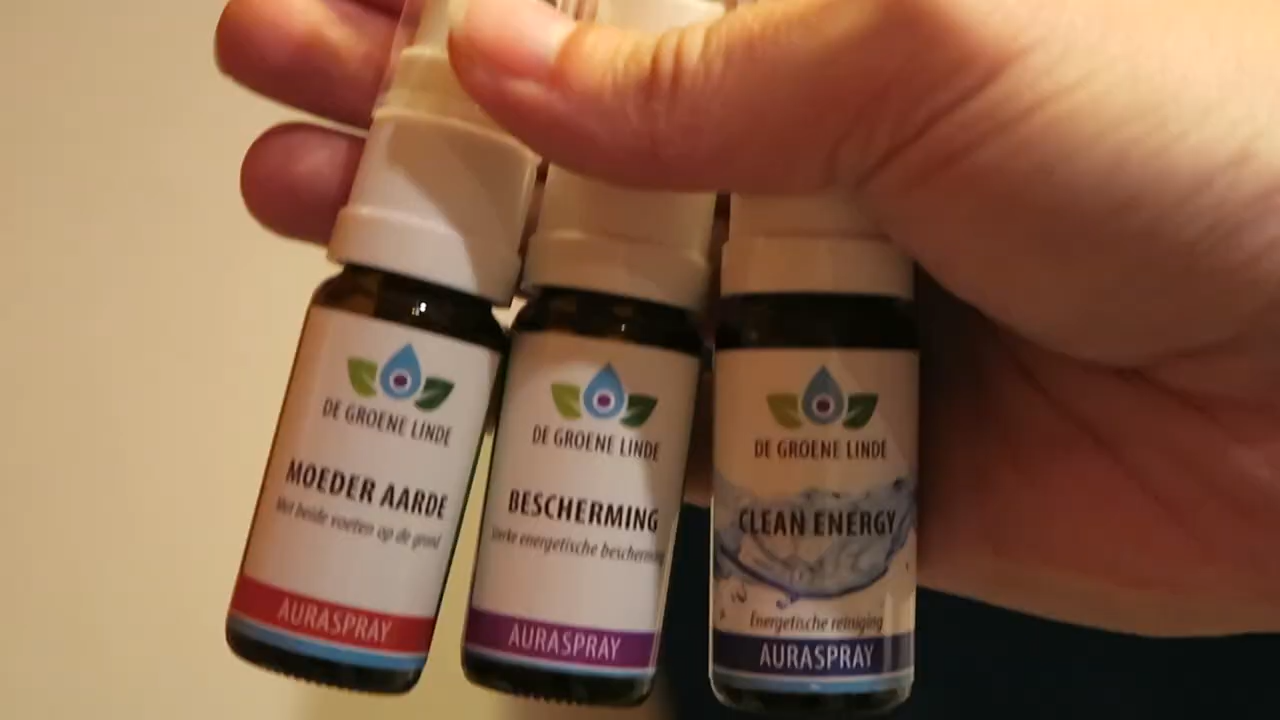 DE GROENE LINDE
MOEDER AARDE
Met beide voeten op de grond
AURASPRAY
DE GROENE LINDE
BESCHERMING
energetische bescherming
AURASPRAY
DE GROENE LINDE
CLEAN ENERGY
Energetische reiniging
AURASPRAY